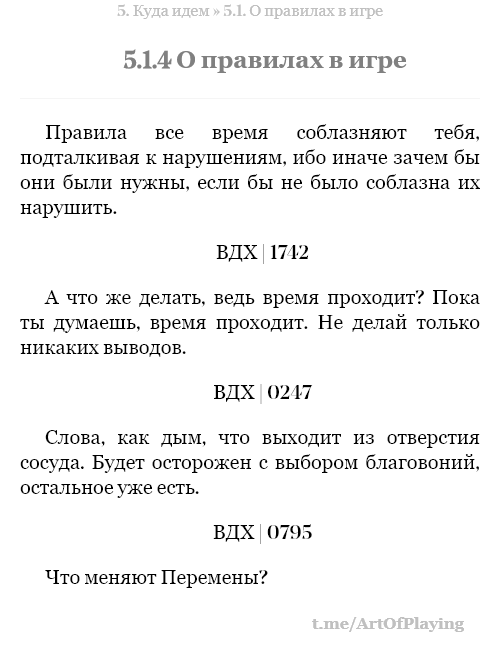 5. Куда идем » 5.1. О правилах в игре
5.1.4 О правилах в игре
Правила все время соблазняют тебя,
подталкивая к нарушениям, ибо иначе зачем бы
они были нужны, если бы не было соблазна их
нарушить.
ВДХ | 1742
А что же делать, ведь время проходит? Пока
ты думаешь, время проходит. Не делай только
никаких выводов.
ВДХ | 0247
Слова, как дым, что выходит из отверстия
сосуда. Будет осторожен с выбором благовоний,
остальное уже есть.
ВДХ | 0795
Что меняют Перемены?
t.me/ArtOfPlaying